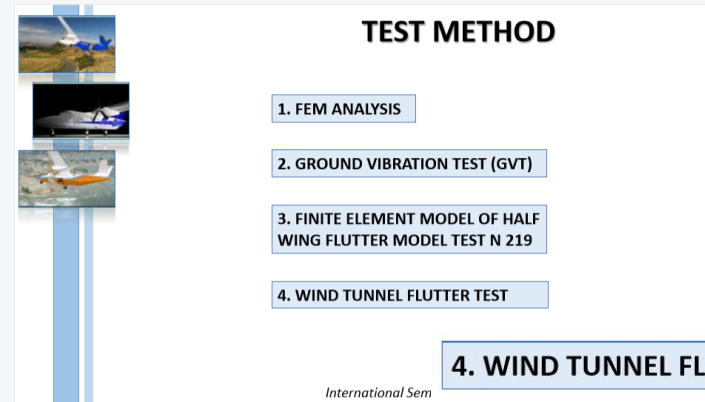 TEST METHOD
1. FEM ANALYSIS
2. GROUND VIBRATION TEST (GVT)
3. FINITE ELEMENT MODEL OF HALF
WING FLUTTER MODEL TEST N 219
4. WIND TUNNEL FLUTTER TEST
4. WIND TUNNEL FL
International Sem